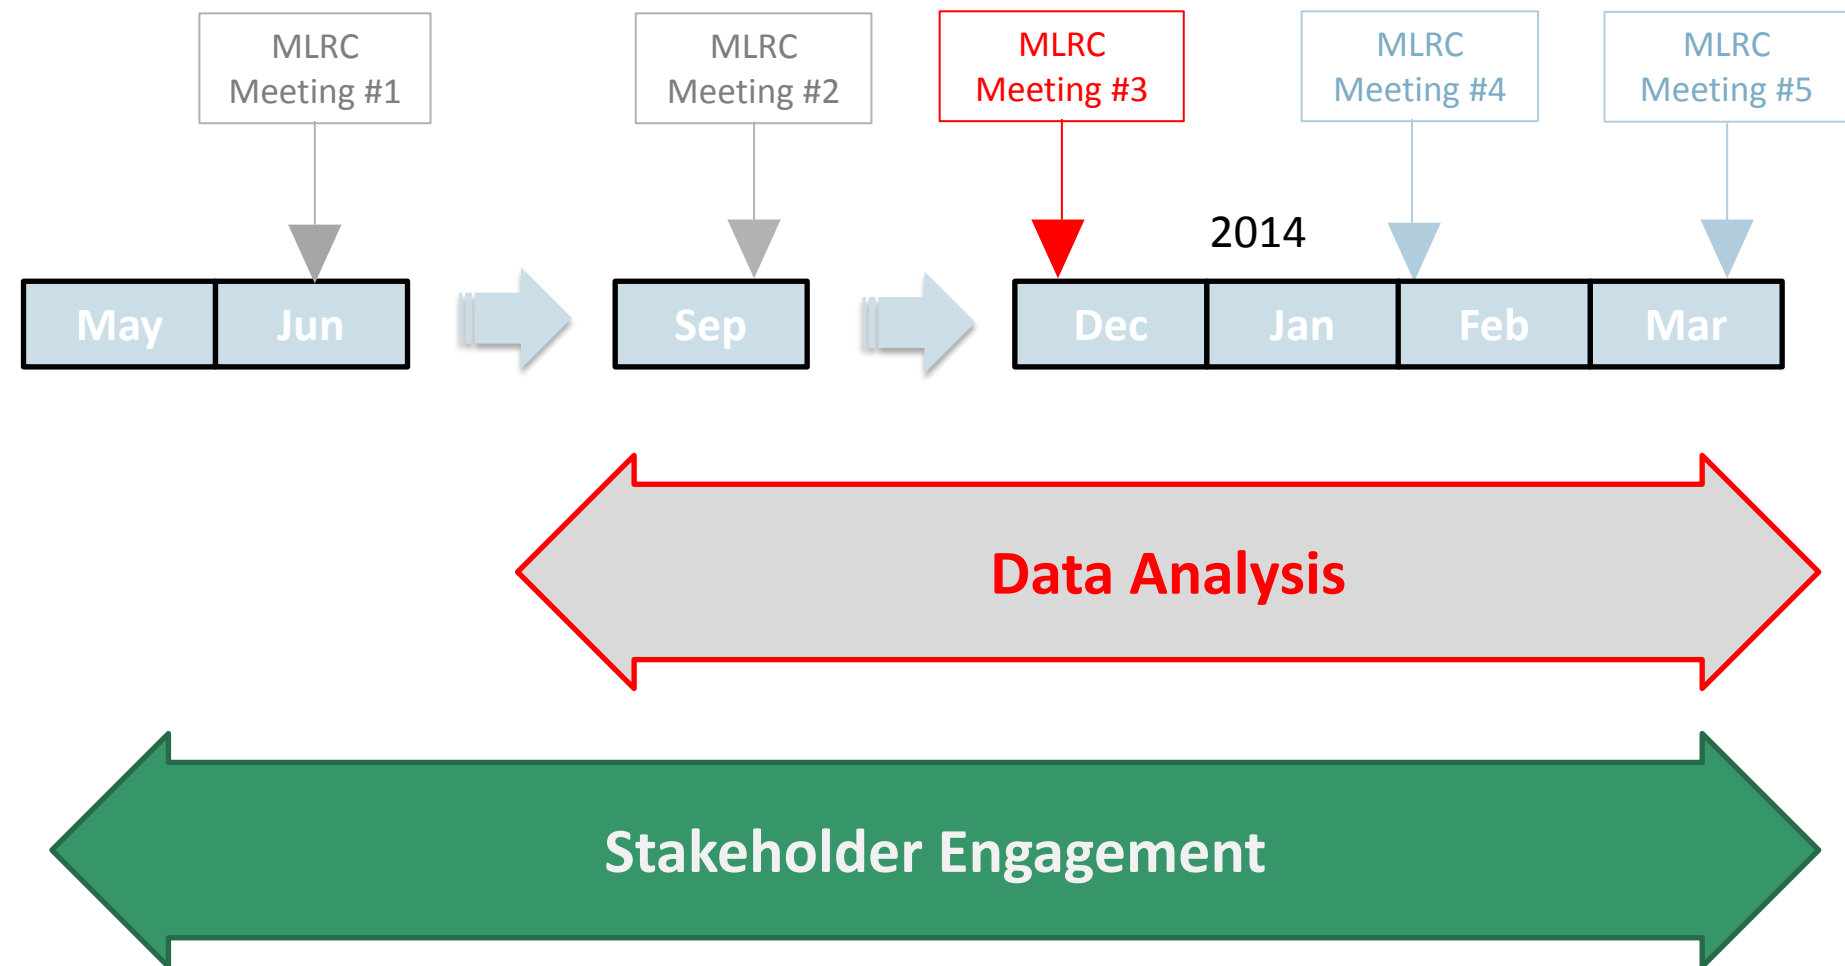 MLRC
Meeting #1
MLRC
Meeting #2
MLRC
Meeting #3
MLRC
Meeting #4
MLRC
Meeting #5
2014
May
Jun
Sep
Dec
Jan
Feb
Mar
Data Analysis
Stakeholder Engagement